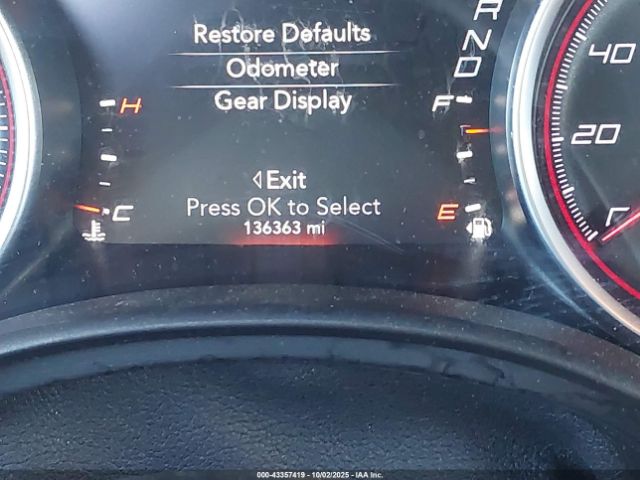 Restore Defaults
R
N
D
Odometer
Gear Display
H
F
40
20
Exit
Press OK to Select
C
E
136363 mi
000-43357419 | 10/02/2025 - IAA Inc.